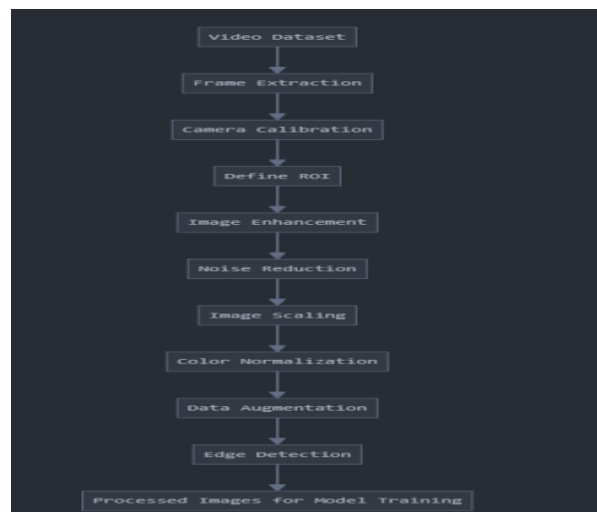 Video Dataset
Frame Extraction
Camera Calibration
Define ROI
Image Enhancement
Noise Reduction
Image Scaling
Color Normalization
Data Augmentation
Edge Detection
Processed Images for Model Training